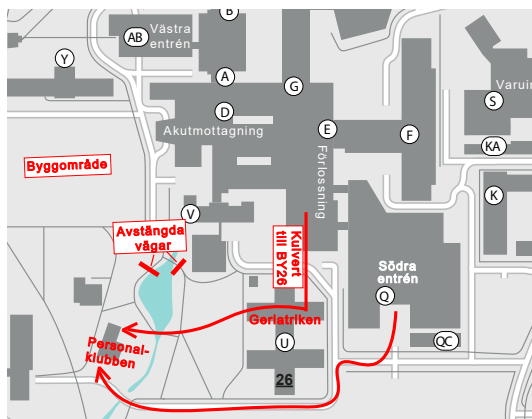 B
Västra
entrén
AB
Y
A
G
Varuin
S
D
Akutmottagning
E
F
KA
Förlossning
Byggområde
K
V
Avstängda
vägar
Kulvert
till BY26
Södra
entrén
Q
Geriatriken
Personal-
klubben
U
QC
26